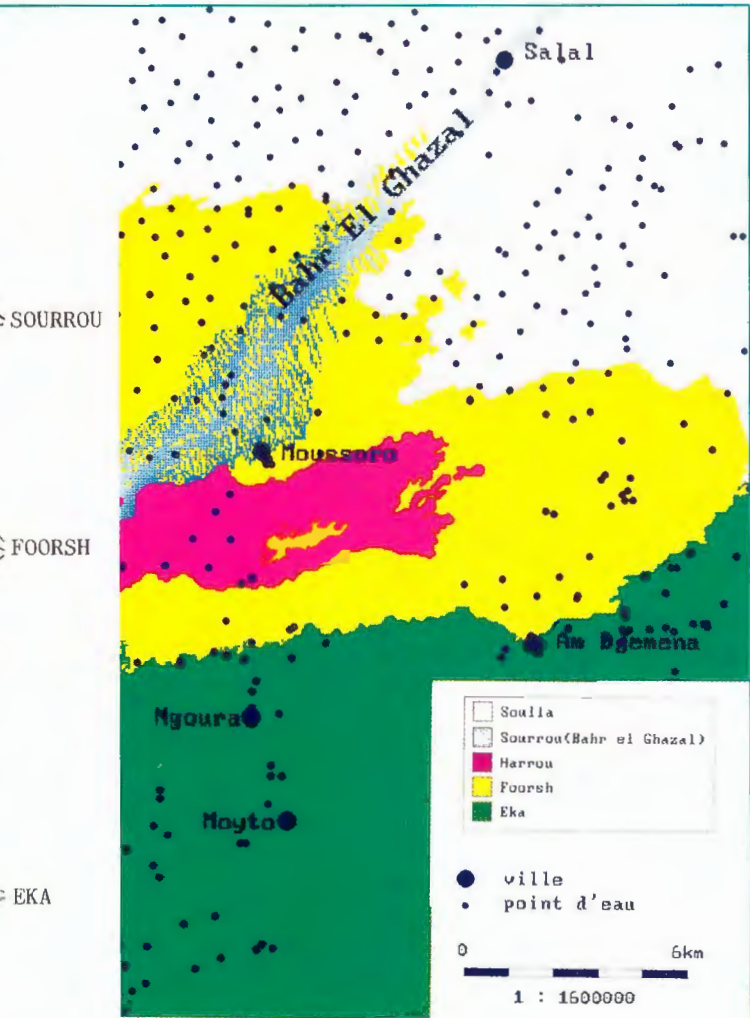 Salal
Bahr El Ghazal
SOURROU
Moussoro
FOORSH
Am Djemena
Ngoura
Soulla
Sourrou(Bahr el Ghazal)
Harrou
Foorsh
Eka
Moyto
EKA
ville
point d'eau
0 6km
1 : 1600000